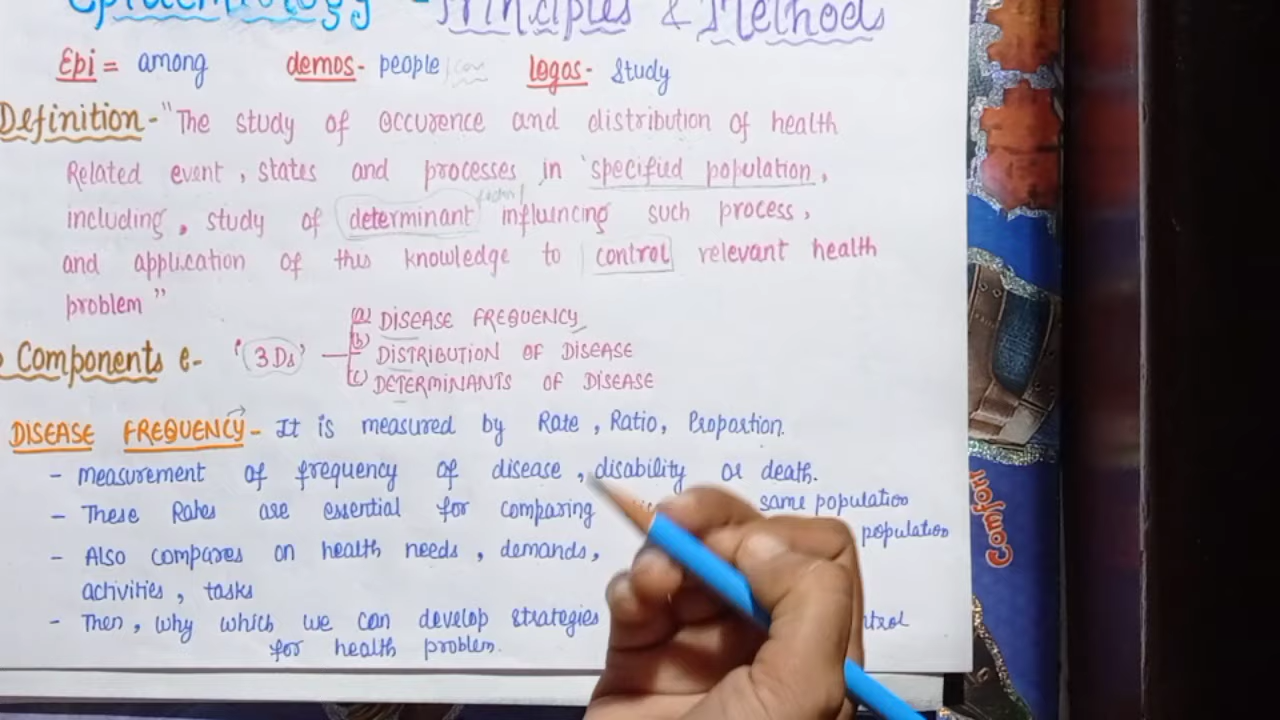 Epidemiology - Principles & Methods
Epi = among demos - people Logos - Study
Definition - "The study of occurence and distribution of health
Related event, states and processes in 'specified population,
including, study of determinant influencing such process,
and application of this knowledge to control relevant health
problem"
Components e- '3Ds' (a) DISEASE FREQUENCY
(b) DISTRIBUTION OF DISEASE
(c) DETERMINANTS OF DISEASE
DISEASE FREQUENCY - It is measured by Rate, Ratio, Proportion.
- measurement of frequency of disease, disability or death.
- These Rates are essential for comparing same population
population
- Also compares on health needs, demands,
activities, tasks
- Then, why which we can develop strategies
for health problem.
Comfort